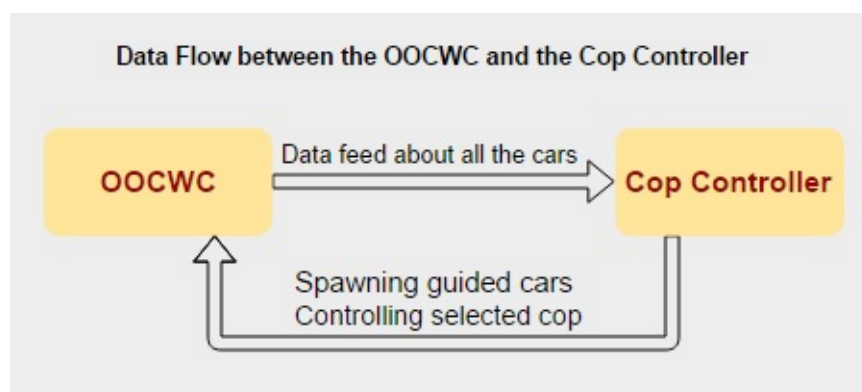 Data Flow between the OOCWC and the Cop Controller
OOCWC
Data feed about all the cars
Cop Controller
Spawning guided cars
Controlling selected cop